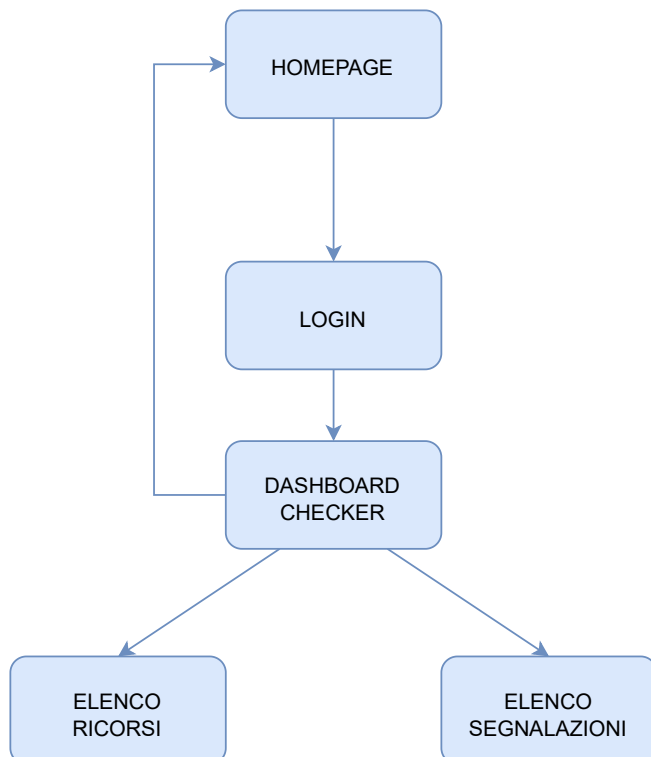 HOMEPAGE
LOGIN
DASHBOARD
CHECKER
ELENCO
RICORSI
ELENCO
SEGNALAZIONI